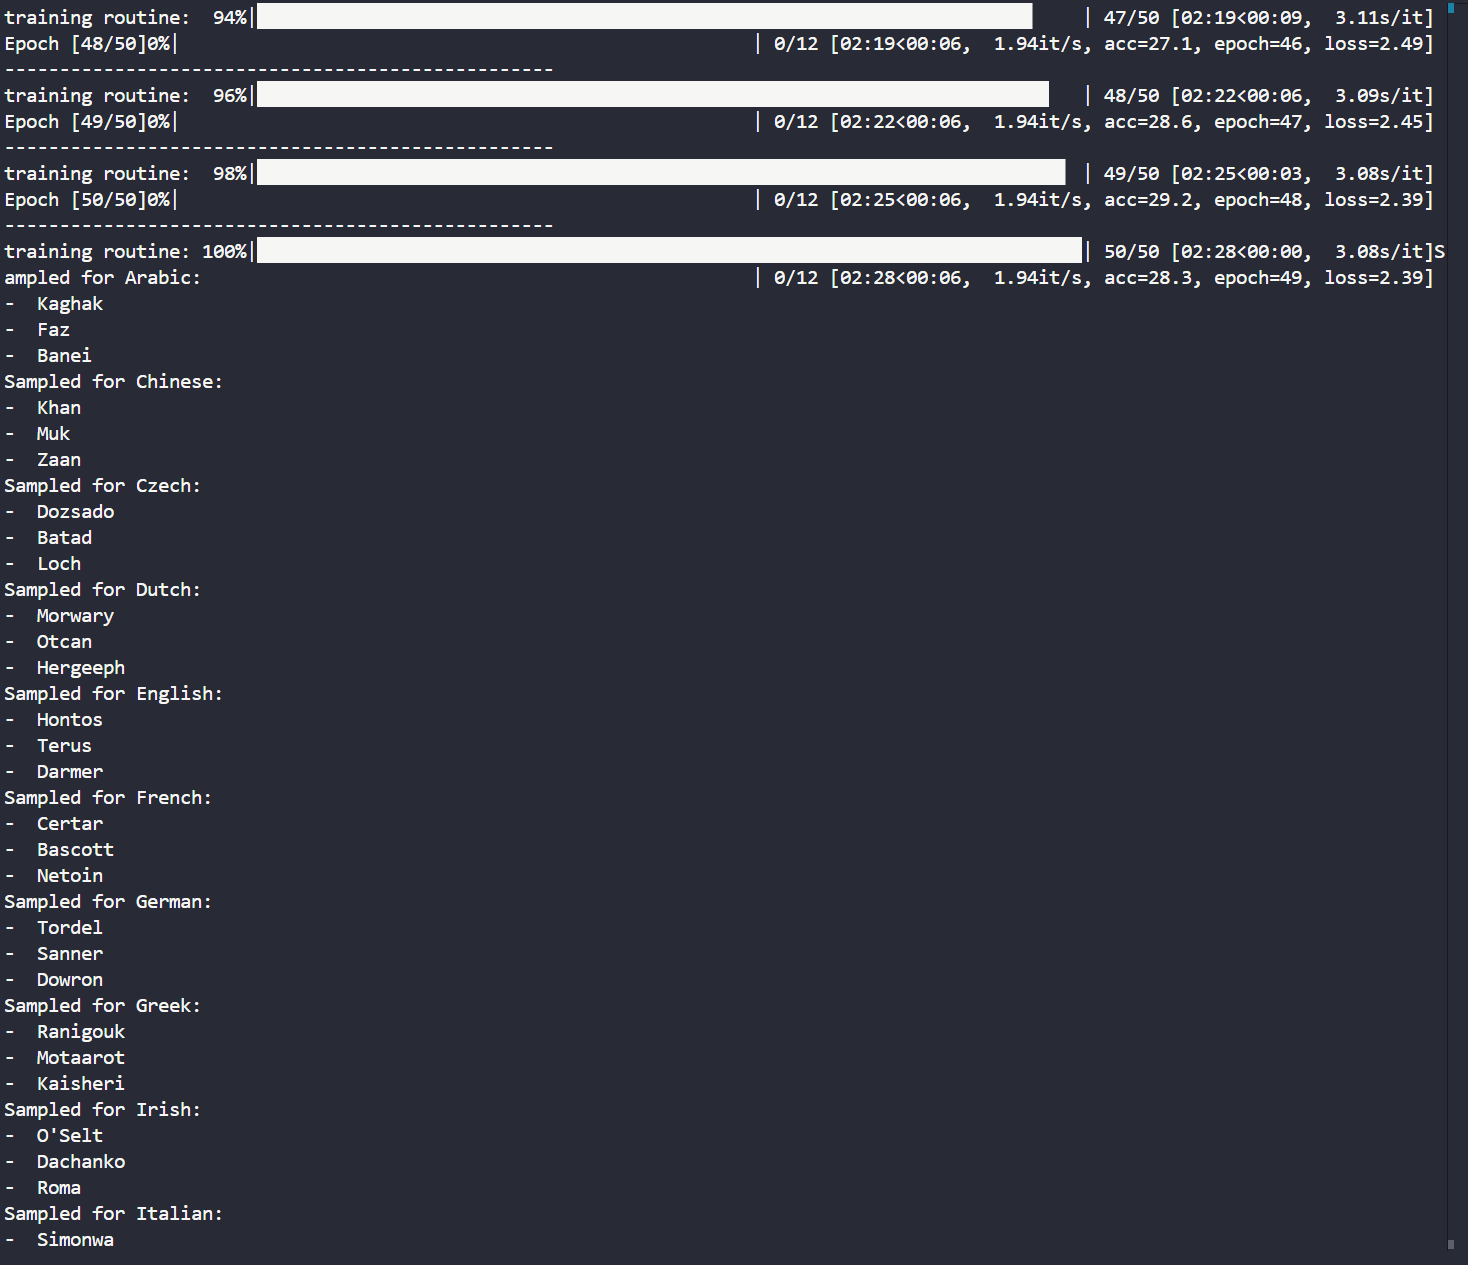 training routine:  94%|          | 47/50 [02:19<00:09,  3.11s/it]
Epoch [48/50]0%|          | 0/12 [02:19<00:06,  1.94it/s, acc=27.1, epoch=46, loss=2.49]
--------------------------------------------------
training routine:  96%|          | 48/50 [02:22<00:06,  3.09s/it]
Epoch [49/50]0%|          | 0/12 [02:22<00:06,  1.94it/s, acc=28.6, epoch=47, loss=2.45]
--------------------------------------------------
training routine:  98%|          | 49/50 [02:25<00:03,  3.08s/it]
Epoch [50/50]0%|          | 0/12 [02:25<00:06,  1.94it/s, acc=29.2, epoch=48, loss=2.39]
--------------------------------------------------
training routine: 100%|          | 50/50 [02:28<00:00,  3.08s/it]S
ampled for Arabic:          | 0/12 [02:28<00:06,  1.94it/s, acc=28.3, epoch=49, loss=2.39]
-  Kaghak
-  Faz
-  Banei
Sampled for Chinese:
-  Khan
-  Muk
-  Zaan
Sampled for Czech:
-  Dozsado
-  Batad
-  Loch
Sampled for Dutch:
-  Morwary
-  Otcan
-  Hergeeph
Sampled for English:
-  Hontos
-  Terus
-  Darmer
Sampled for French:
-  Certar
-  Bascott
-  Netoin
Sampled for German:
-  Tordel
-  Sanner
-  Dowron
Sampled for Greek:
-  Ranigouk
-  Motaarot
-  Kaisheri
Sampled for Irish:
-  O'Selt
-  Dachanko
-  Roma
Sampled for Italian:
-  Simonwa